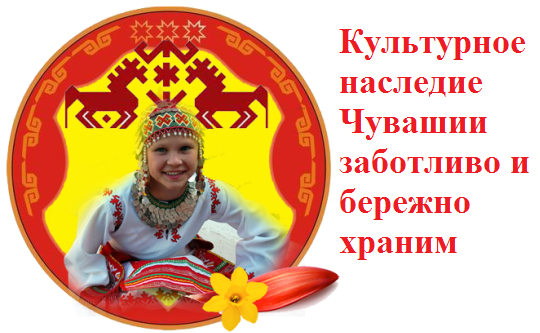 Культурное
наследие
Чувашии
заботливо и
бережно
храним